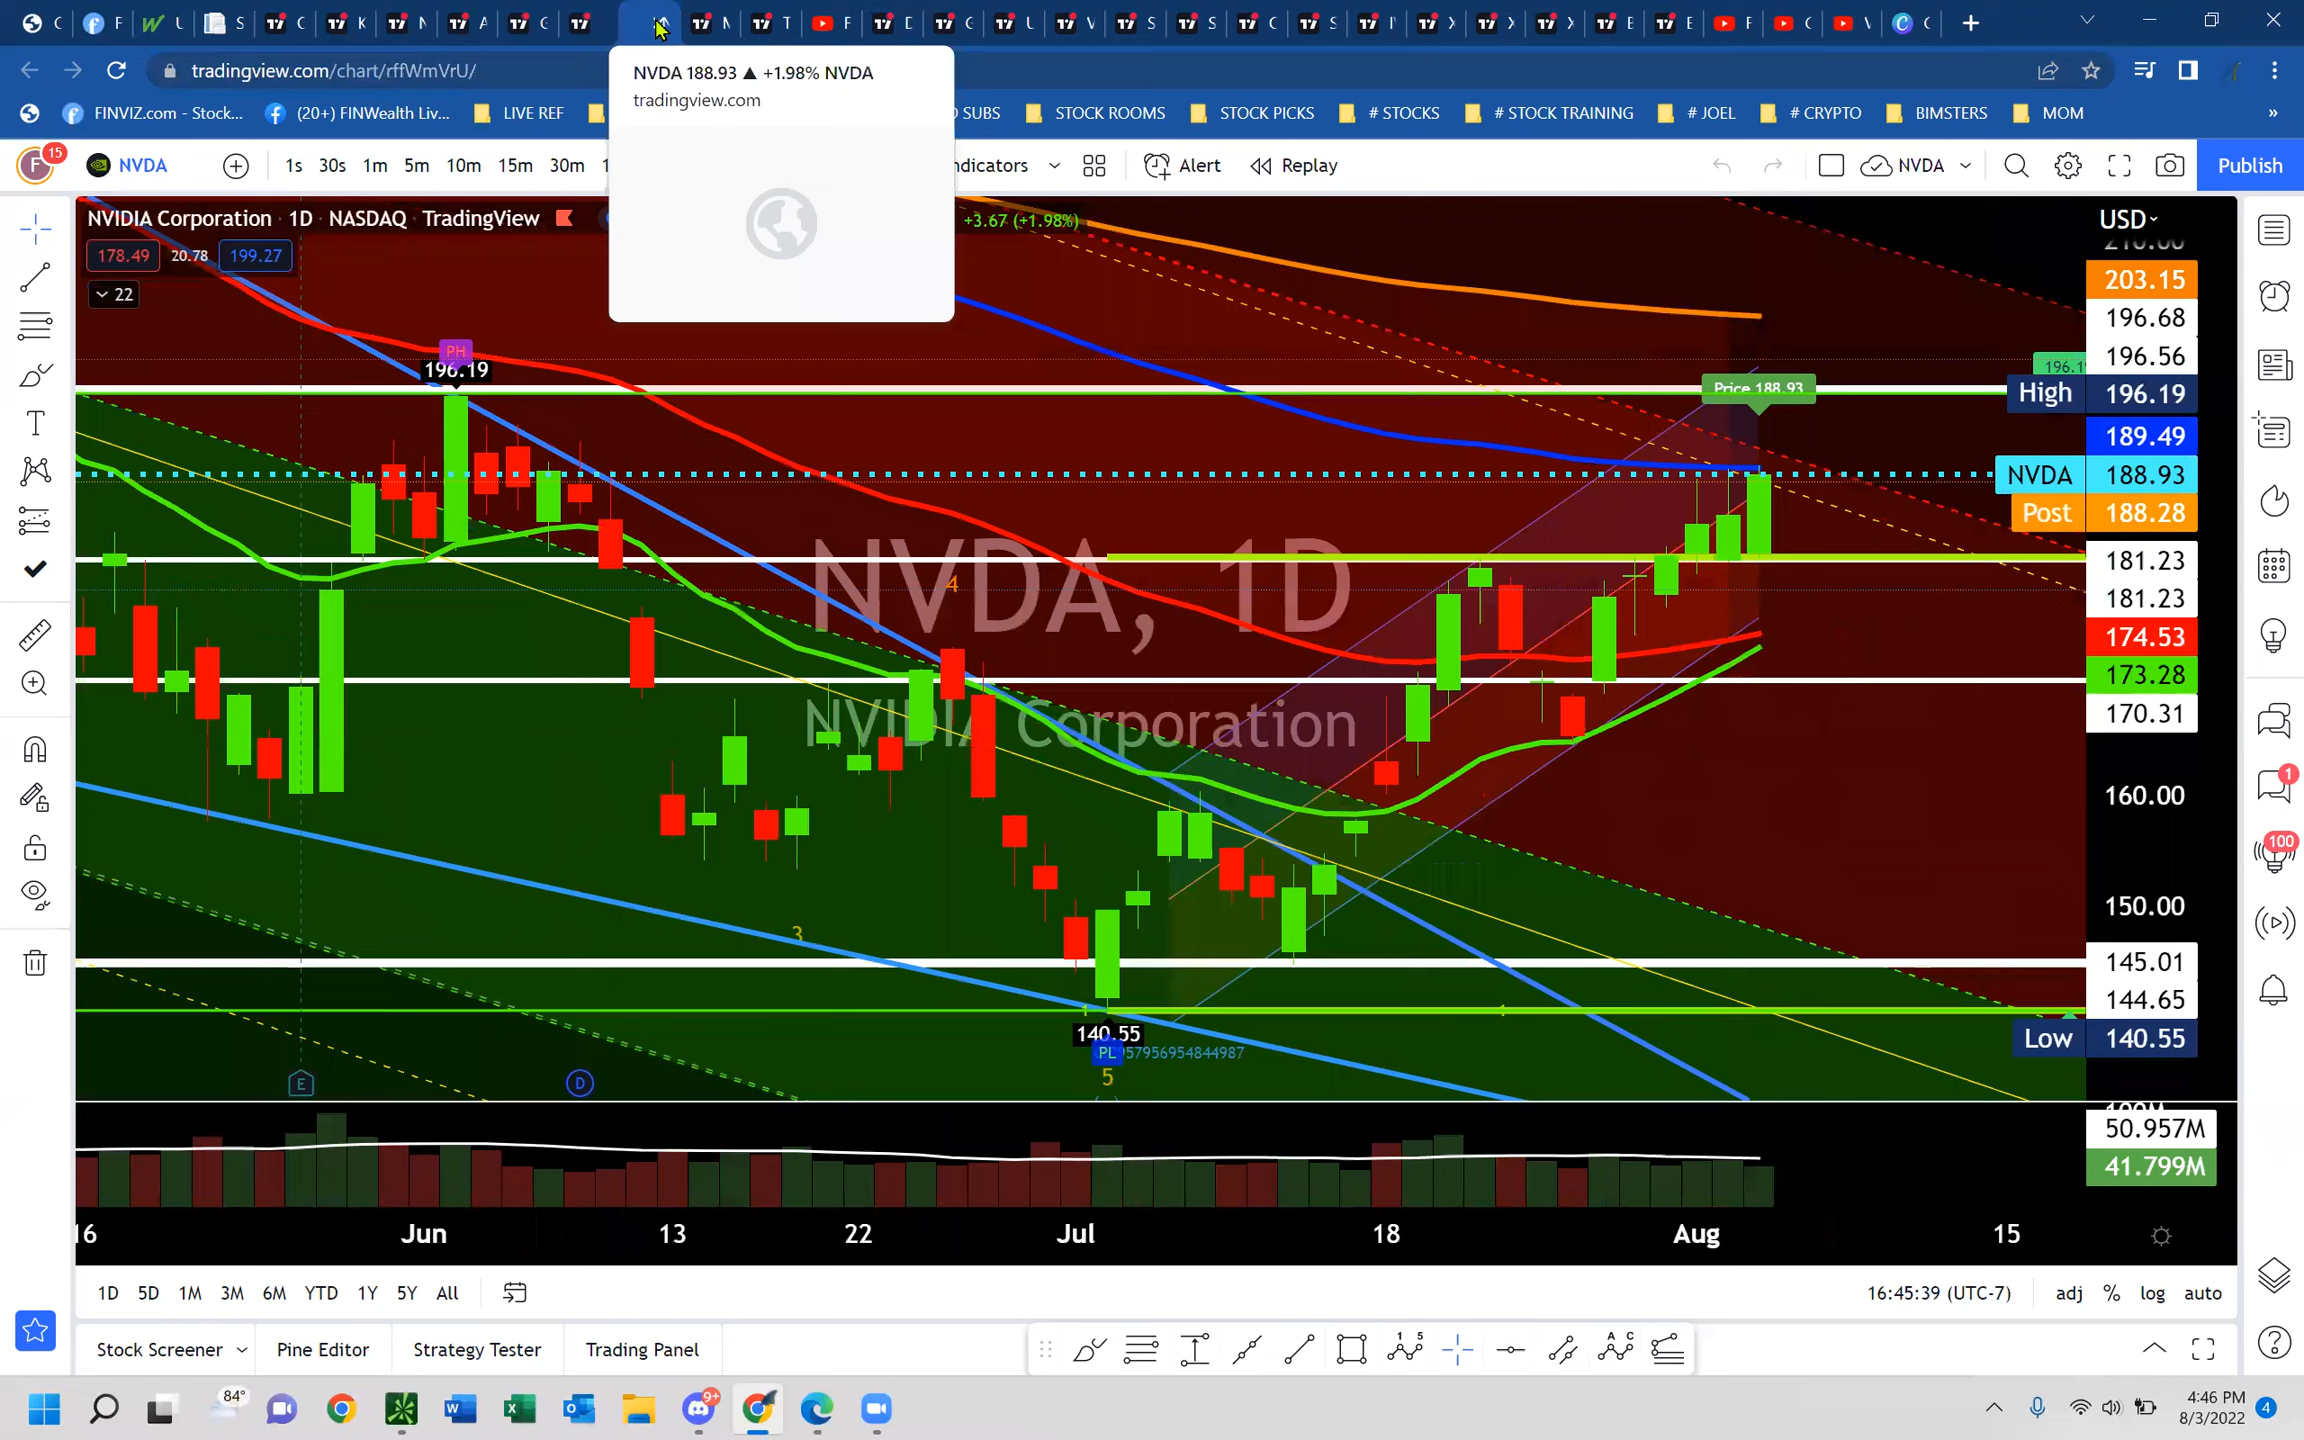 NVDA 188.93 ▲ +1.98% NVDA
tradingview.com
tradingview.com/chart/rffWmVrU/
FINVIZ.com - Stock...
(20+) FINWealth Liv...
LIVE REF
SUBS
STOCK ROOMS
STOCK PICKS
# STOCKS
# STOCK TRAINING
# JOEL
# CRYPTO
BIMSTERS
MOM
»
F
15
NVDA
1s 30s 1m 5m 10m 15m 30m
ndicators
Alert
Replay
NVDA
Publish
NVIDIA Corporation · 1D · NASDAQ · TradingView
+3.67 (+1.98%)
178.49 20.78 199.27
22
USD
203.15
196.68
196.56
High 196.19
189.49
NVDA 188.93
Post 188.28
181.23
181.23
174.53
173.28
170.31
160.00
150.00
145.01
144.65
Low 140.55
PH
196.19
Price 188.93
4
NVDA, 1D
NVIDIA Corporation
3
1
1
140.55
PL
957956954844987
5
E
D
50.957M
41.799M
16 Jun 13 22 Jul 18 Aug 15
1D 5D 1M 3M 6M YTD 1Y 5Y All
16:45:39 (UTC-7)
adj % log auto
Stock Screener
Pine Editor
Strategy Tester
Trading Panel
1
100
84°
9+
4:46 PM
8/3/2022
4